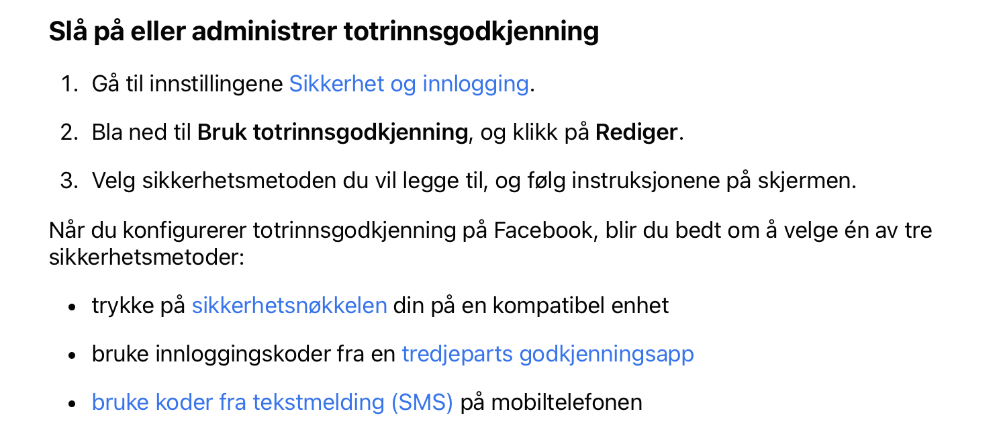 Slå på eller administrer totrinnsgodkjenning
1. Gå til innstillingene Sikkerhet og innlogging.
2. Bla ned til Bruk totrinnsgodkjenning, og klikk på Rediger.
3. Velg sikkerhetsmetoden du vil legge til, og følg instruksjonene på skjermen.
Når du konfigurerer totrinnsgodkjenning på Facebook, blir du bedt om å velge én av tre
sikkerhetsmetoder:
• trykke på sikkerhetsnøkkelen din på en kompatibel enhet
• bruke innloggingskoder fra en tredjeparts godkjenningsapp
• bruke koder fra tekstmelding (SMS) på mobiltelefonen